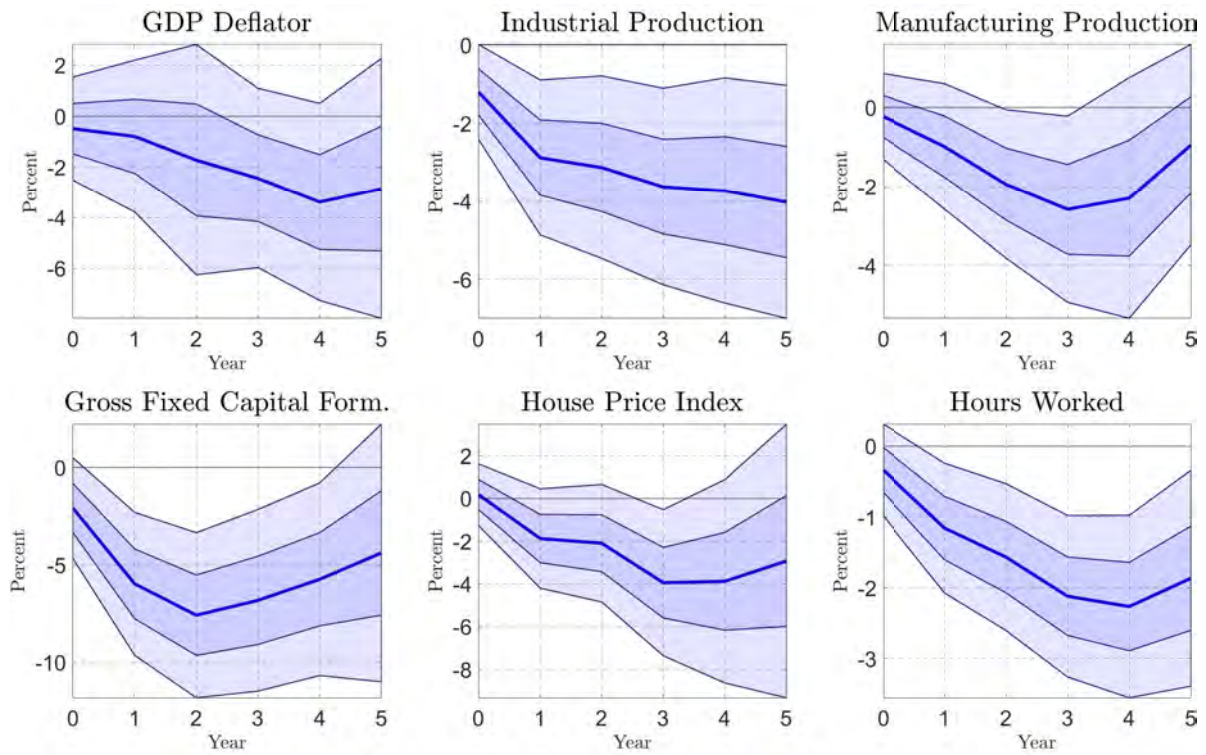 GDP Deflator
Industrial Production
Manufacturing Production
Percent
2
0
-2
-4
-6
0 1 2 3 4 5
Year
Percent
0
-2
-4
-6
0 1 2 3 4 5
Year
Percent
0
-2
-4
0 1 2 3 4 5
Year
Gross Fixed Capital Form.
House Price Index
Hours Worked
Percent
0
-5
-10
0 1 2 3 4 5
Year
Percent
2
0
-2
-4
-6
-8
0 1 2 3 4 5
Year
Percent
0
-1
-2
-3
0 1 2 3 4 5
Year